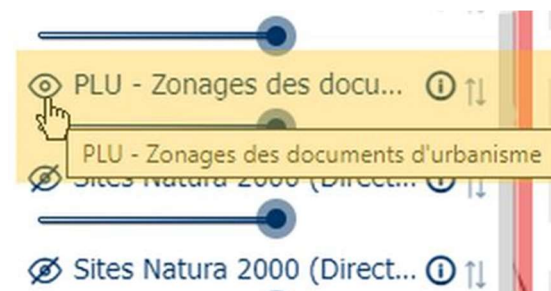 PLU - Zonages des docu...
PLU - Zonages des documents d'urbanisme
Sites Natura 2000 (Direct...
Sites Natura 2000 (Direct...